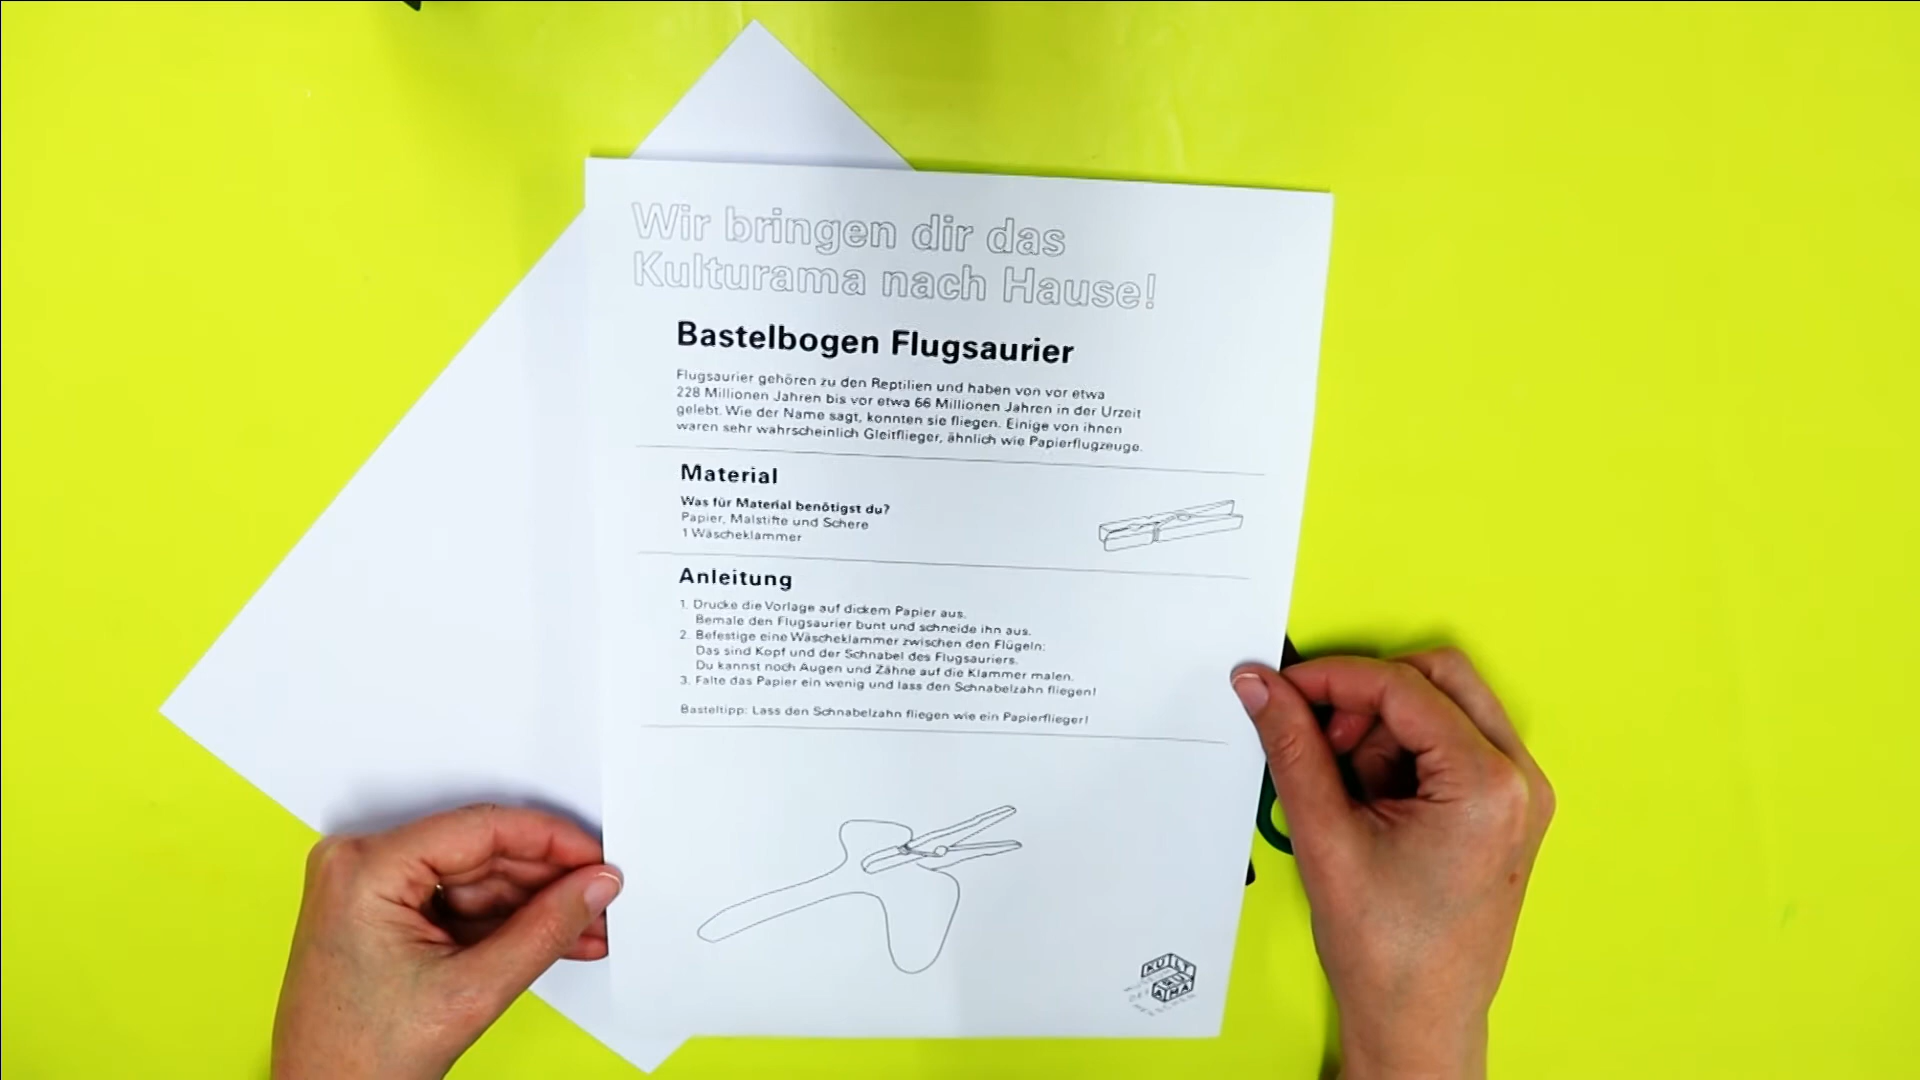 Wir bringen dir das
Kulturama nach Hause!
Bastelbogen Flugsaurier
Flugsaurier gehören zu den Reptilien und haben von vor etwa
228 Millionen Jahren bis vor etwa 66 Millionen Jahren in der Urzeit
gelebt. Wie der Name sagt, konnten sie fliegen. Einige von ihnen
waren sehr wahrscheinlich Gleitflieger, ähnlich wie Papierflugzeuge.
Material
Was für Material benötigst du?
Papier, Malstifte und Schere
1 Wäscheklammer
Anleitung
1. Drucke die Vorlage auf dickem Papier aus.
Bemale den Flugsaurier bunt und schneide ihn aus.
2. Befestige eine Wäscheklammer zwischen den Flügeln:
Das sind Kopf und der Schnabel des Flugsauriers.
Du kannst noch Augen und Zähne auf die Klammer malen.
3. Falte das Papier ein wenig und lass den Schnabelzahn fliegen!
Basteltipp: Lass den Schnabelzahn fliegen wie ein Papierflieger!
KULT
AMA